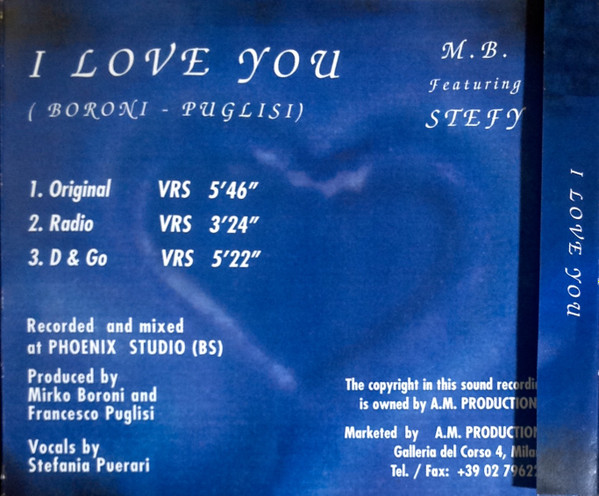 I LOVE YOU
( BORONI - PUGLISI)
M.B.
Featuring
STEFY
1. Original VRS 5'46"
2. Radio VRS 3'24"
3. D & Go VRS 5'22"
Recorded and mixed
at PHOENIX STUDIO (BS)
Produced by
Mirko Boroni and
Francesco Puglisi
Vocals by
Stefania Puerari
The copyright in this sound
is owned by A.M. PRODUCTION
Marketed by A.M. PRODUCTION
Galleria del Corso 4,
Tel. / Fax: +39 02
I LOVE YOU